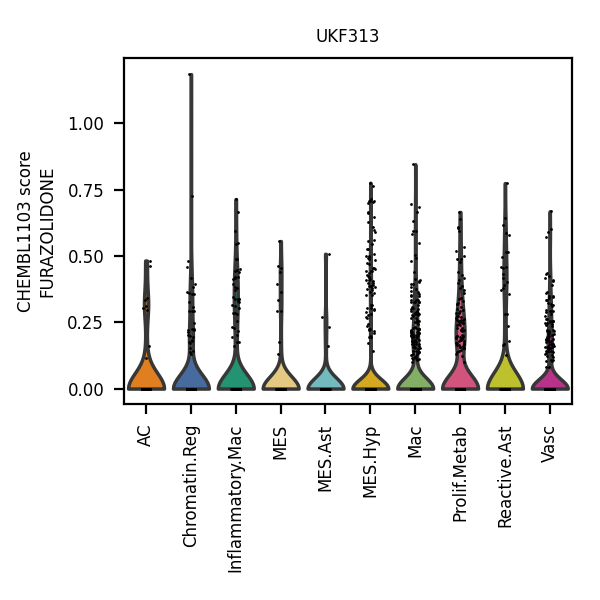 UKF313
CHEMBL1103 score
FURAZOLIDONE
1.00
0.75
0.50
0.25
0.00
AC
Chromatin.Reg
Inflammatory.Mac
MES
MES.Ast
MES.Hyp
Mac
Prolif.Metab
Reactive.Ast
Vasc